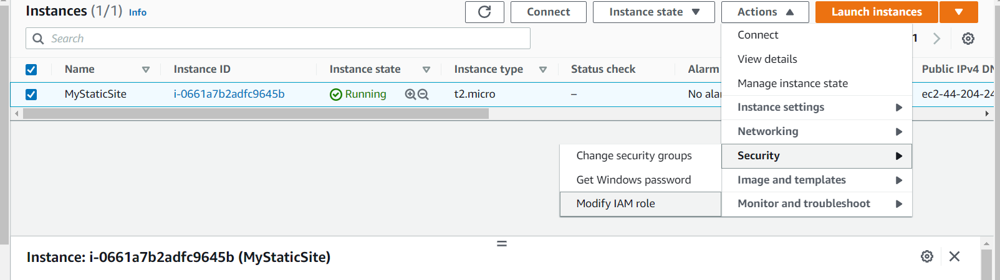 Instances (1/1) Info
Connect
Instance state
Actions
Launch instances
Search
1
Connect
View details
Manage instance state
Instance settings
Networking
Security
Image and templates
Monitor and troubleshoot
Change security groups
Get Windows password
Modify IAM role
Name Instance ID Instance state Instance type Status check Alarm Public IPv4 DN
MyStaticSite i-0661a7b2adfc9645b Running t2.micro – No alar ec2-44-204-24
Instance: i-0661a7b2adfc9645b (MyStaticSite)